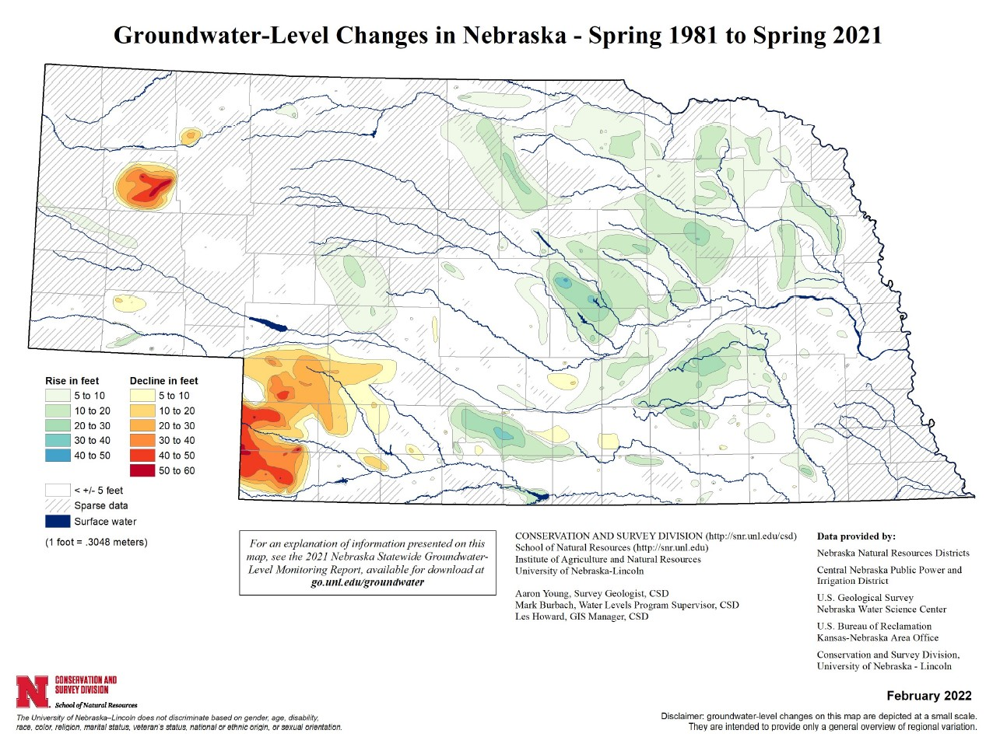 Groundwater-Level Changes in Nebraska - Spring 1981 to Spring 2021
Rise in feet
5 to 10
10 to 20
20 to 30
30 to 40
40 to 50
Decline in feet
5 to 10
10 to 20
20 to 30
30 to 40
40 to 50
50 to 60
< +/- 5 feet
Sparse data
Surface water
(1 foot = .3048 meters)
For an explanation of information presented on this
map, see the 2021 Nebraska Statewide Groundwater-
Level Monitoring Report, available for download at
go.unl.edu/groundwater
CONSERVATION AND SURVEY DIVISION (http://snr.unl.edu/csd)
School of Natural Resources (http://snr.unl.edu)
Institute of Agriculture and Natural Resources
University of Nebraska-Lincoln
Aaron Young, Survey Geologist, CSD
Mark Burbach, Water Levels Program Supervisor, CSD
Les Howard, GIS Manager, CSD
Data provided by:
Nebraska Natural Resources Districts
Central Nebraska Public Power and
Irrigation District
U.S. Geological Survey
Nebraska Water Science Center
U.S. Bureau of Reclamation
Kansas-Nebraska Area Office
Conservation and Survey Division,
University of Nebraska - Lincoln
N
CONSERVATION AND
SURVEY DIVISION
School of Natural Resources
The University of Nebraska–Lincoln does not discriminate based on gender, age, disability,
race, color, religion, marital status, veteran's status, national or ethnic origin, or sexual orientation.
February 2022
Disclaimer: groundwater-level changes on this map are depicted at a small scale.
They are intended to provide only a general overview of regional variation.